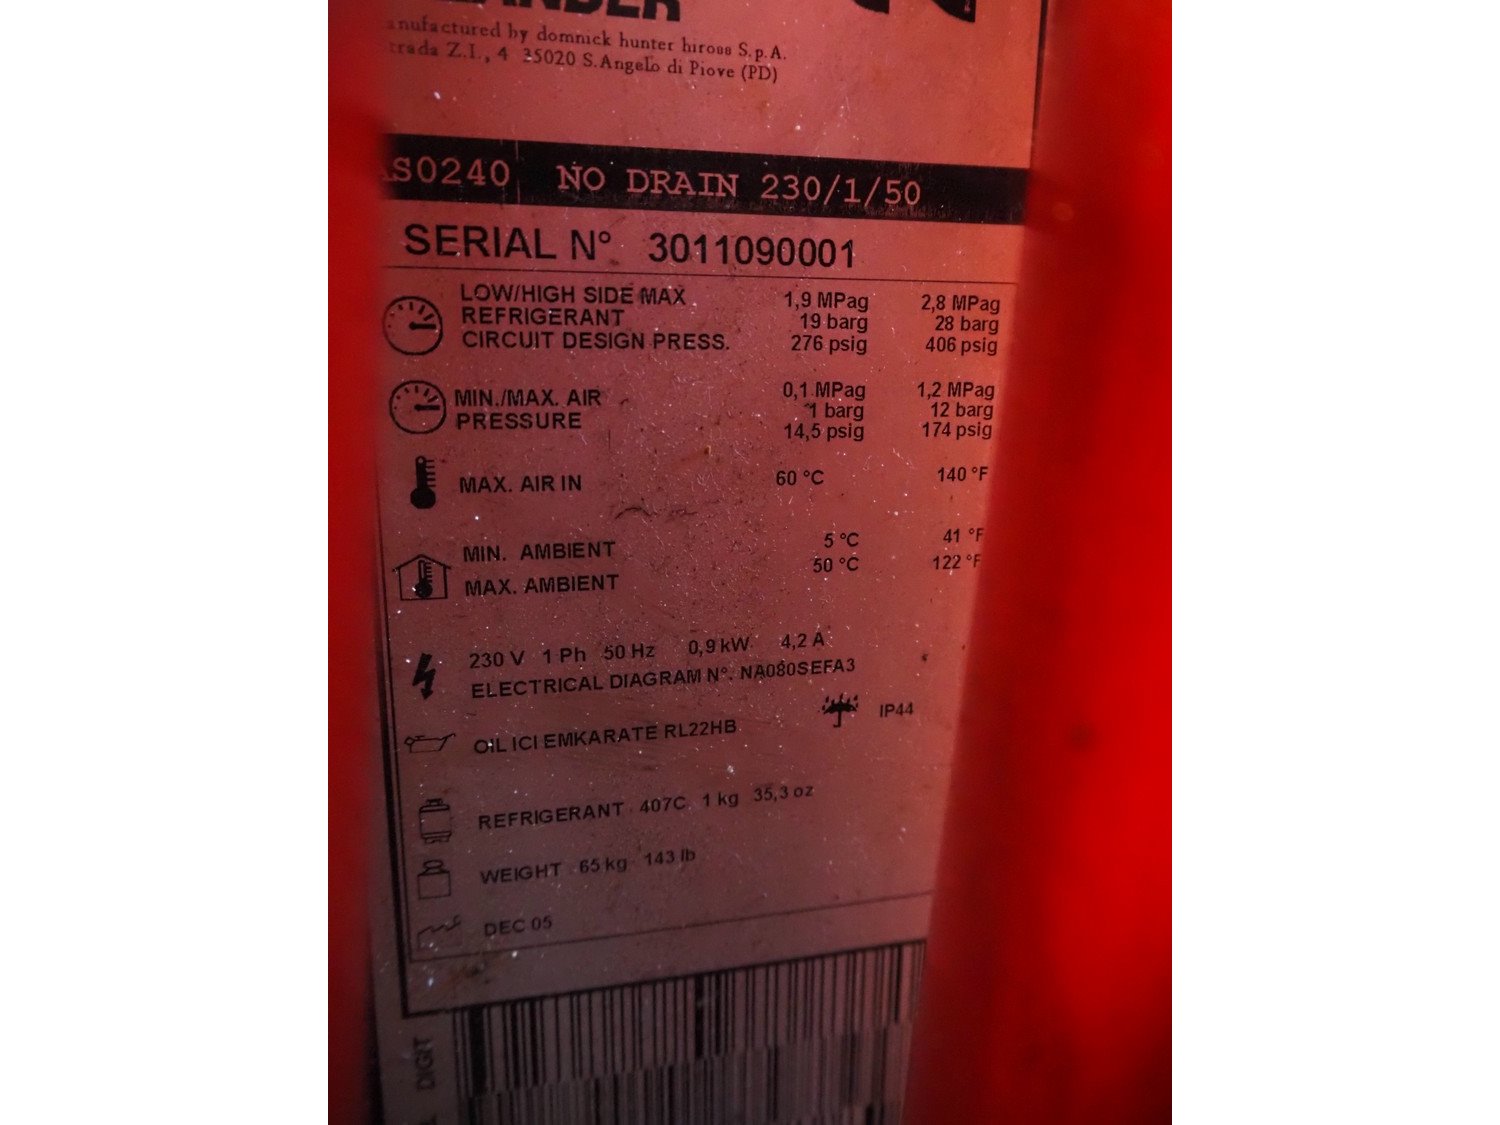 anufactured by domnick hunter hiross S.p.A.
trada Z.I., 4 35020 S.Angelo di Piove (PD)
AS0240 NO DRAIN 230/1/50
SERIAL N° 3011090001
LOW/HIGH SIDE MAX 1,9 MPag 2,8 MPag
REFRIGERANT 19 barg 28 barg
CIRCUIT DESIGN PRESS. 276 psig 406 psig
MIN./MAX. AIR 0,1 MPag 1,2 MPag
PRESSURE 1 barg 12 barg
14,5 psig 174 psig
MAX. AIR IN 60 °C 140 °F
MIN. AMBIENT 5 °C 41 °F
MAX. AMBIENT 50 °C 122 °F
230 V 1 Ph 50 Hz 0,9 kW 4,2 A
ELECTRICAL DIAGRAM N°. NA080SEFA3
IP44
OIL ICI EMKARATE RL22HB
REFRIGERANT 407C 1 kg 35,3 oz
WEIGHT 65 kg 143 lb
DEC 05
DIGIT